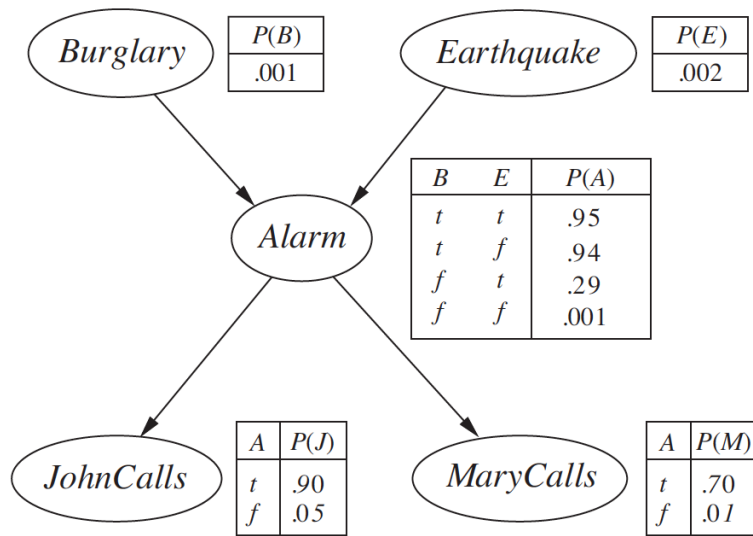 Burglary
P(B)
.001
Earthquake
P(E)
.002
B E P(A)
t t .95
t f .94
f t .29
f f .001
Alarm
JohnCalls
A P(J)
t .90
f .05
MaryCalls
A P(M)
t .70
f .01